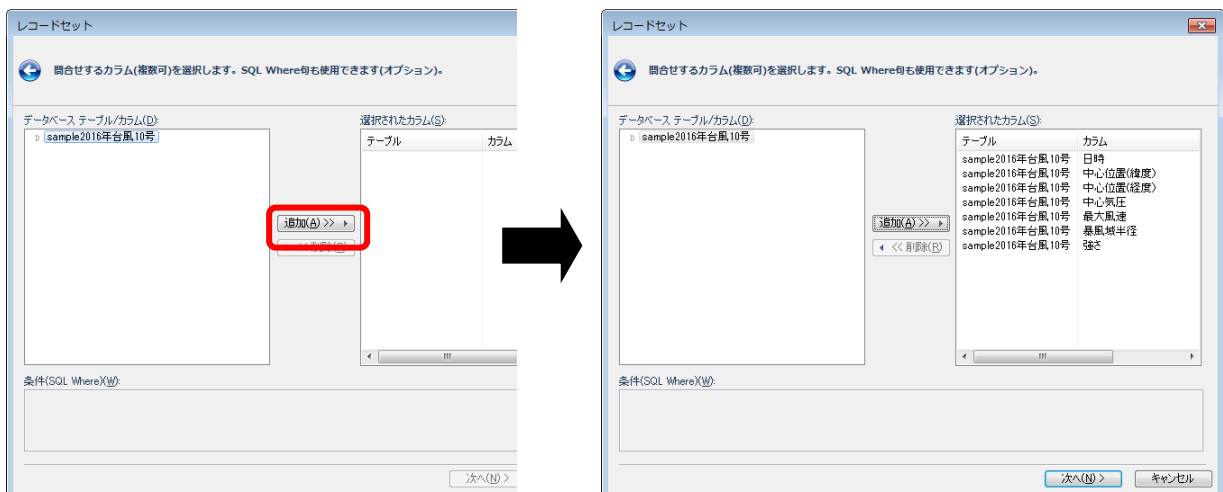 レコードセット
問合せするカラム(複数可)を選択します。SQL Where句も使用できます(オプション)。
データベース テーブル/カラム(D):
選択されたカラム(S):
sample2016年台風10号
テーブル カラム
追加(A) >>
<< 削除(R)
条件(SQL Where)(W):
次へ(N) >
レコードセット
問合せするカラム(複数可)を選択します。SQL Where句も使用できます(オプション)。
データベース テーブル/カラム(D):
選択されたカラム(S):
sample2016年台風10号
テーブル カラム
sample2016年台風10号 日時
sample2016年台風10号 中心位置(緯度)
sample2016年台風10号 中心位置(経度)
sample2016年台風10号 中心気圧
sample2016年台風10号 最大風速
sample2016年台風10号 暴風域半径
sample2016年台風10号 強さ
追加(A) >>
<< 削除(R)
条件(SQL Where)(W):
次へ(N) >
キャンセル